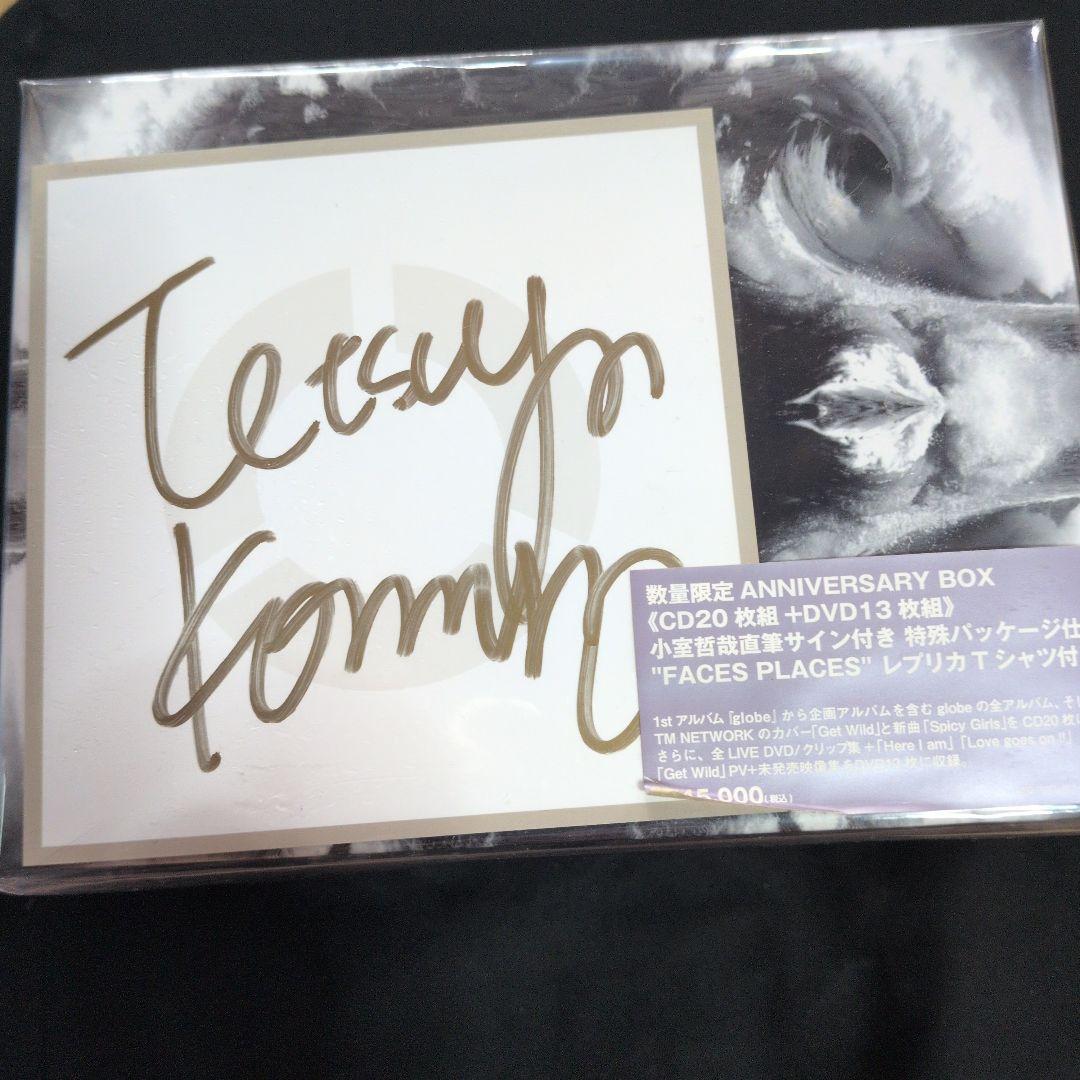 Tetsuya
Komuro
数量限定 ANNIVERSARY BOX
《CD20 枚組 +DVD13 枚組》
小室哲哉直筆サイン付き 特殊パッケージ仕
"FACES PLACES" レプリカ T シャツ付
1st アルバム『globe』から企画アルバムを含む globe の全アルバム、そし
TM NETWORK のカバー「Get Wild」と新曲「Spicy Girls」を CD20 枚に
さらに、全 LIVE DVD/クリップ集 +「Here I am」「Love goes on!!」
「Get Wild」PV+未発売映像集をDVD13 枚に収録。
15,000(税込)